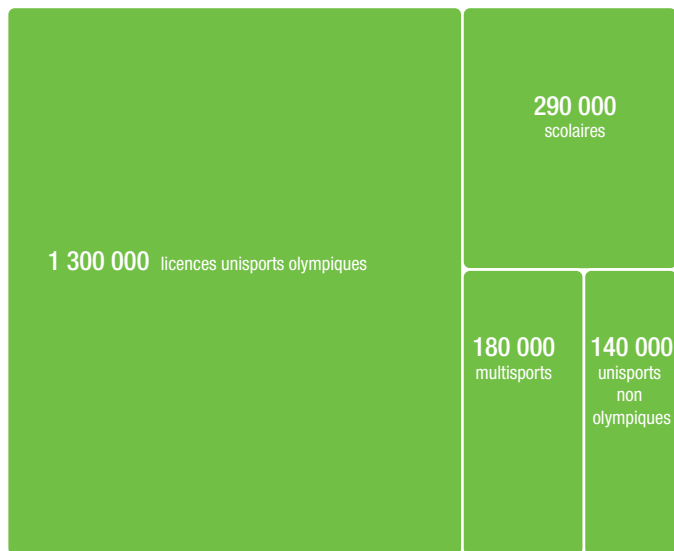 1 300 000 licences unisports olympiques
290 000
scolaires
180 000
multisports
140 000
unisports
non
olympiques